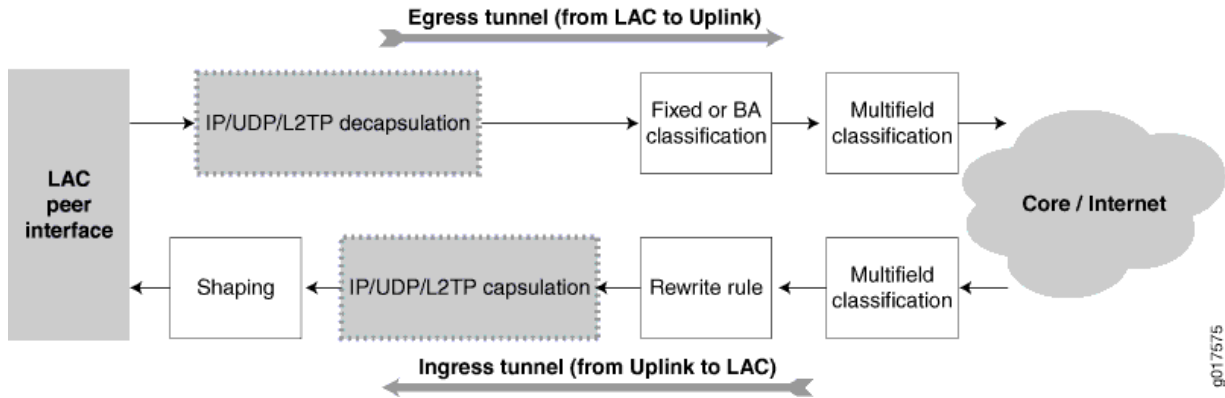 Egress tunnel (from LAC to Uplink)
LAC
peer
interface
IP/UDP/L2TP decapsulation
Fixed or BA
classification
Multifield
classification
Core / Internet
Shaping
IP/UDP/L2TP capsulation
Rewrite rule
Multifield
classification
Ingress tunnel (from Uplink to LAC)
g017575